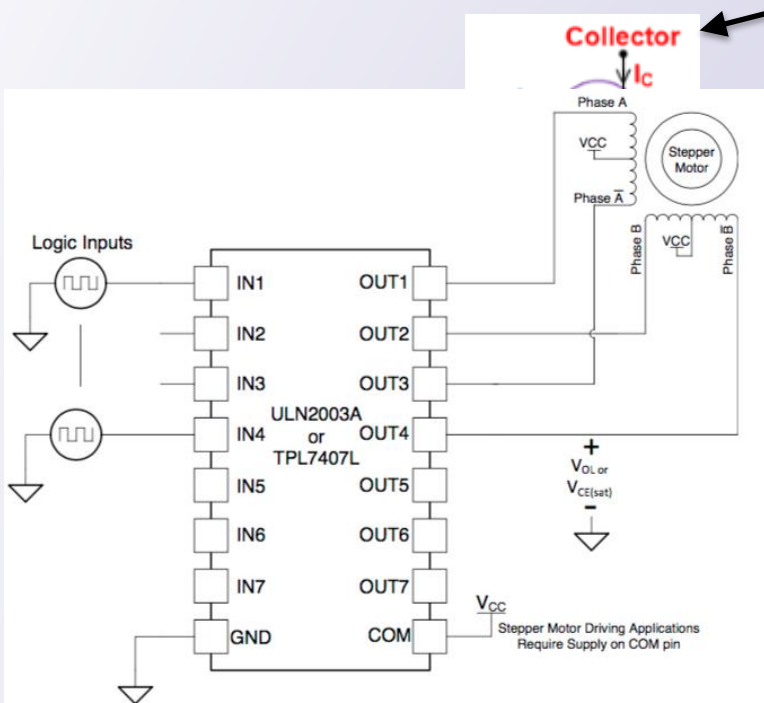 Collector
IC
Phase A
VCC
Stepper
Motor
Phase A̅
Phase B
VCC
Phase B̅
Logic Inputs
IN1
OUT1
IN2
OUT2
IN3
OUT3
ULN2003A
or
TPL7407L
IN4
OUT4
+
VOL or
VCE(sat)
-
IN5
OUT5
IN6
OUT6
IN7
OUT7
GND
COM
VCC
Stepper Motor Driving Applications
Require Supply on COM pin